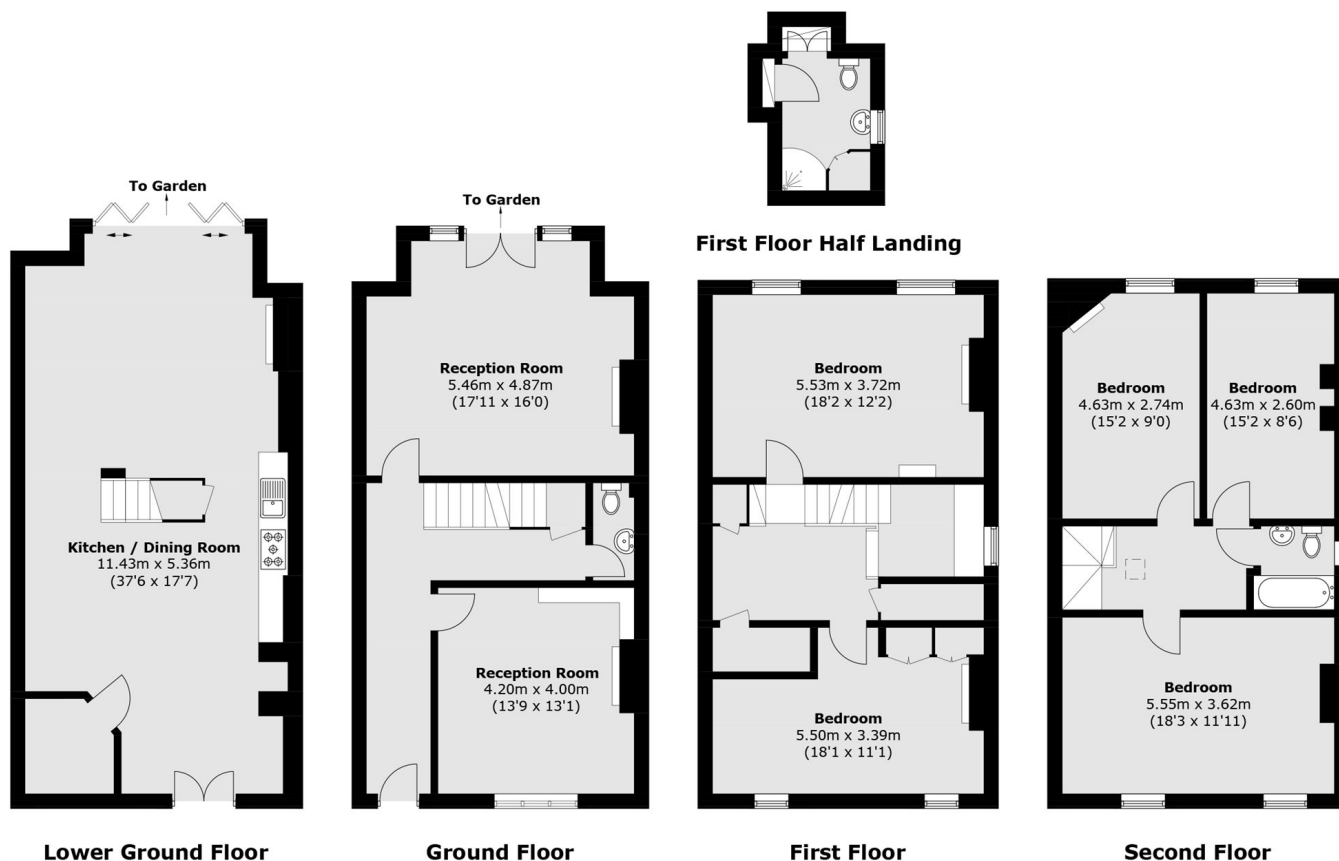 To Garden
Kitchen / Dining Room
11.43m x 5.36m
(37'6 x 17'7)
Lower Ground Floor
To Garden
Reception Room
5.46m x 4.87m
(17'11 x 16'0)
Reception Room
4.20m x 4.00m
(13'9 x 13'1)
Ground Floor
First Floor Half Landing
Bedroom
5.53m x 3.72m
(18'2 x 12'2)
Bedroom
5.50m x 3.39m
(18'1 x 11'1)
First Floor
Bedroom
4.63m x 2.74m
(15'2 x 9'0)
Bedroom
4.63m x 2.60m
(15'2 x 8'6)
Bedroom
5.55m x 3.62m
(18'3 x 11'11)
Second Floor